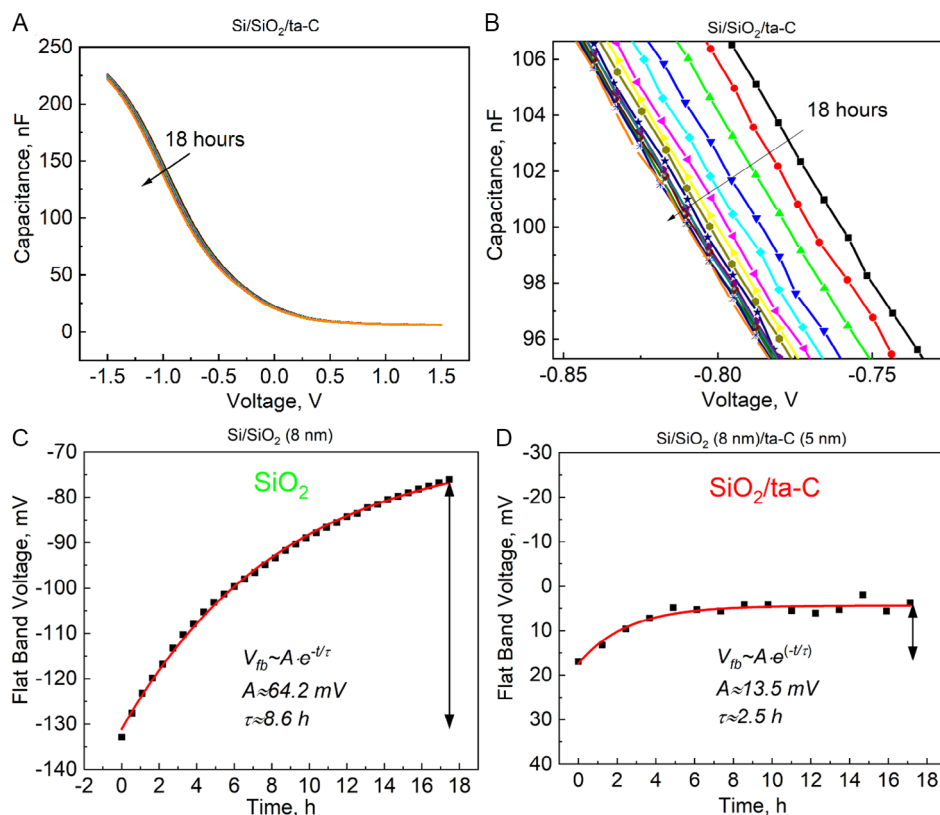 A
Si/SiO₂/ta-C
250
200
150
100
50
0
Capacitance, nF
18 hours
-1.5 -1.0 -0.5 0.0 0.5 1.0 1.5
Voltage, V
B
Si/SiO₂/ta-C
106
104
102
100
98
96
Capacitance, nF
18 hours
-0.85 -0.80 -0.75
Voltage, V
C
Si/SiO₂ (8 nm)
-70
-80
-90
-100
-110
-120
-130
-140
Flat Band Voltage, mV
SiO₂
V_fb~A·e^-t/τ
A≈64.2 mV
τ≈8.6 h
0 2 4 6 8 10 12 14 16 18
Time, h
D
Si/SiO₂ (8 nm)/ta-C (5 nm)
-30
-20
10
0
10
20
30
40
Flat Band Voltage, mV
SiO₂/ta-C
V_fb~A·e^(-t/τ)
A≈13.5 mV
τ≈2.5 h
0 2 4 6 8 10 12 14 16 18
Time, h